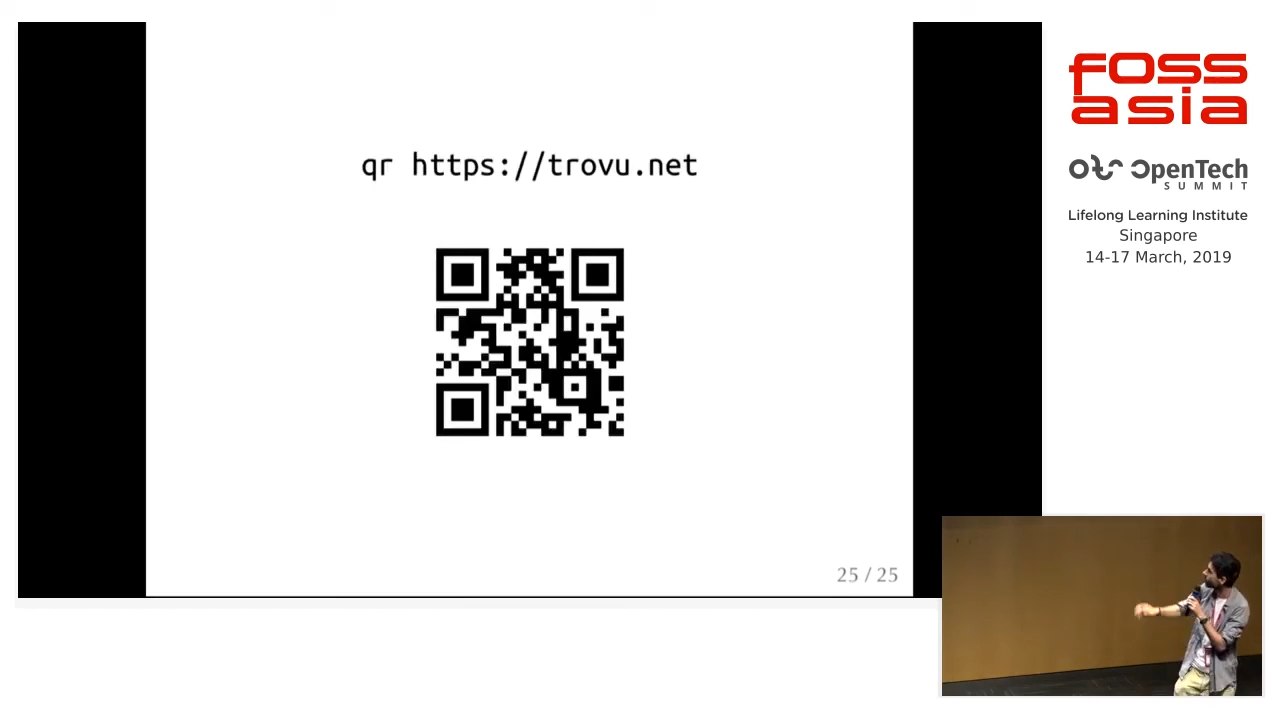 qr https://trovu.net
25 / 25
foss
asia
OpenTech
SUMMIT
Lifelong Learning Institute
Singapore
14-17 March, 2019